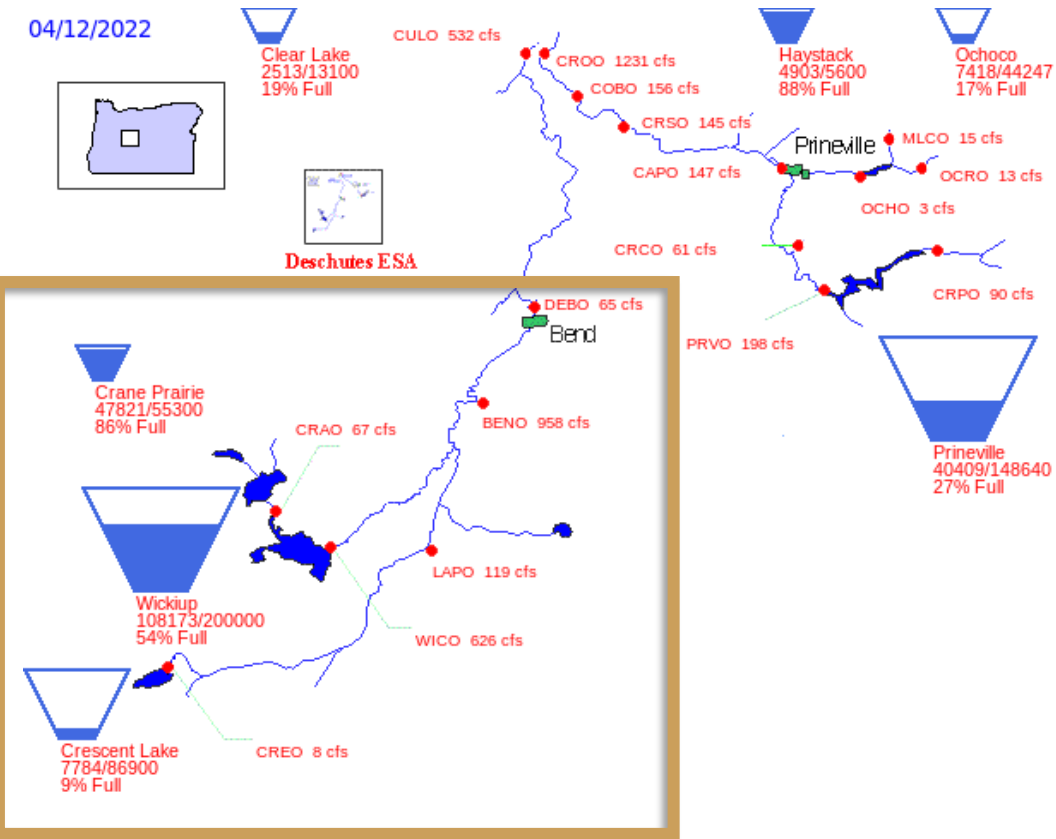 04/12/2022
Clear Lake
2513/13100
19% Full
CULO 532 cfs
CROO 1231 cfs
COBO 156 cfs
CRSO 145 cfs
Haystack
4903/5600
88% Full
Ochoco
7418/44247
17% Full
Prineville
MLCO 15 cfs
CAPO 147 cfs
OCRO 13 cfs
OCHO 3 cfs
Deschutes ESA
CRCO 61 cfs
CRPO 90 cfs
DEBO 65 cfs
Bend
PRVO 198 cfs
Crane Prairie
47821/55300
86% Full
CRAO 67 cfs
BENO 958 cfs
Prineville
40409/148640
27% Full
LAPO 119 cfs
Wickiup
108173/200000
54% Full
WICO 626 cfs
Crescent Lake
7784/86900
9% Full
CREO 8 cfs